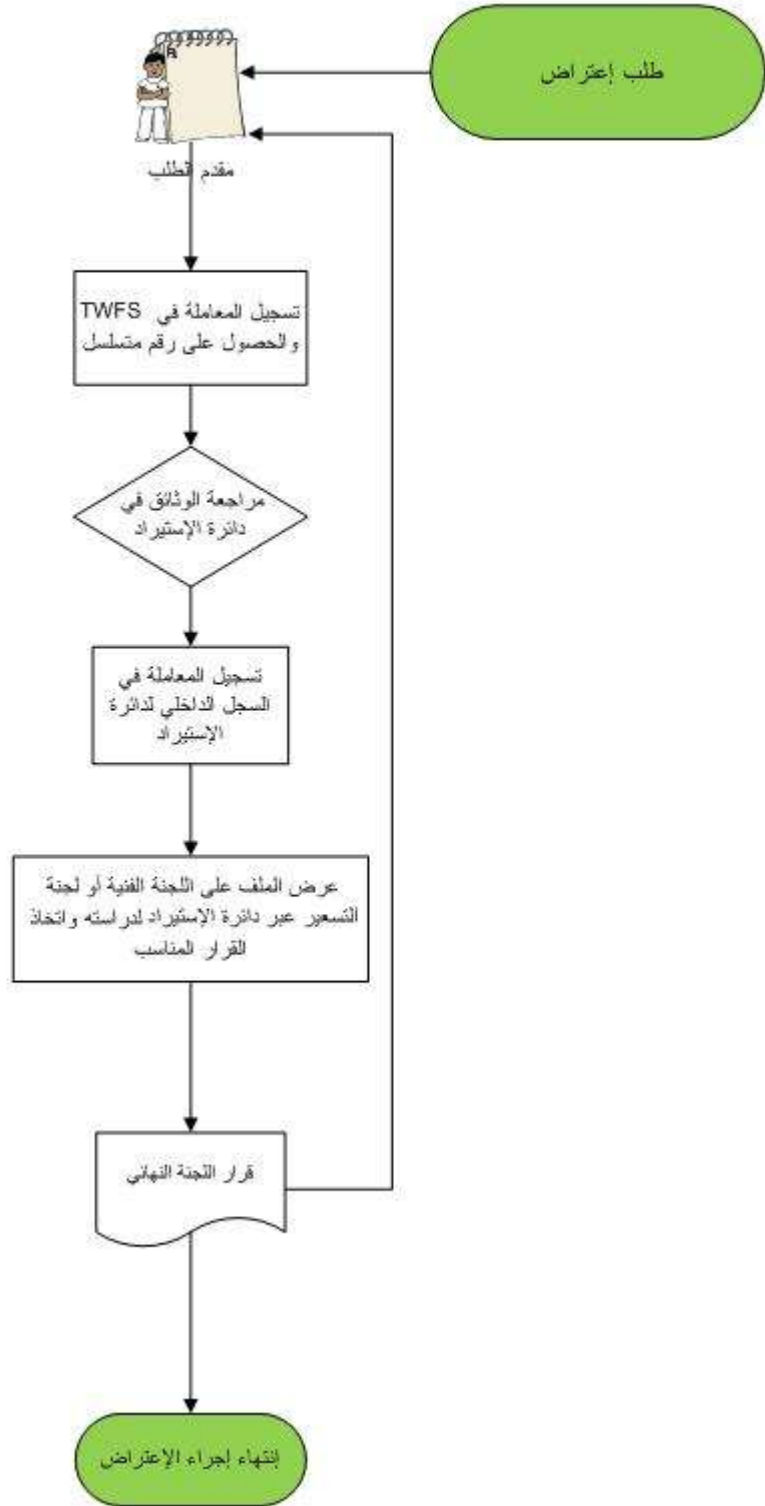 طلب إعتراض
مقدم الطلب
تسجيل المعاملة في TWFS
والحصول على رقم متسلسل
مراجعة الوثائق في
دائرة الإستيراد
تسجيل المعاملة في
السجل الداخلي لدائرة
الإستيراد
عرض الملف على اللجنة الفنية أو لجنة
التسعير عبر دائرة الإستيراد لدراسته واتخاذ
القرار المناسب
قرار اللجنة النهائي
إنتهاء إجراء الإعتراض